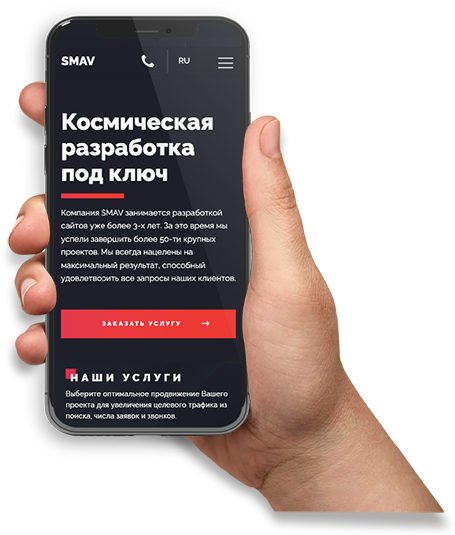 SMAV
RU
Космическая
разработка
под ключ
Компания SMAV занимается разработкой
сайтов уже более 3-х лет. За это время мы
успели завершить более 50-ти крупных
проектов. Мы всегда нацелены на
максимальный результат, способный
удовлетворить все запросы наших клиентов.
ЗАКАЗАТЬ УСЛУГУ
НАШИ УСЛУГИ
Выберите оптимальное продвижение Вашего
проекта для увеличения целевого трафика из
поиска, числа заявок и звонков.